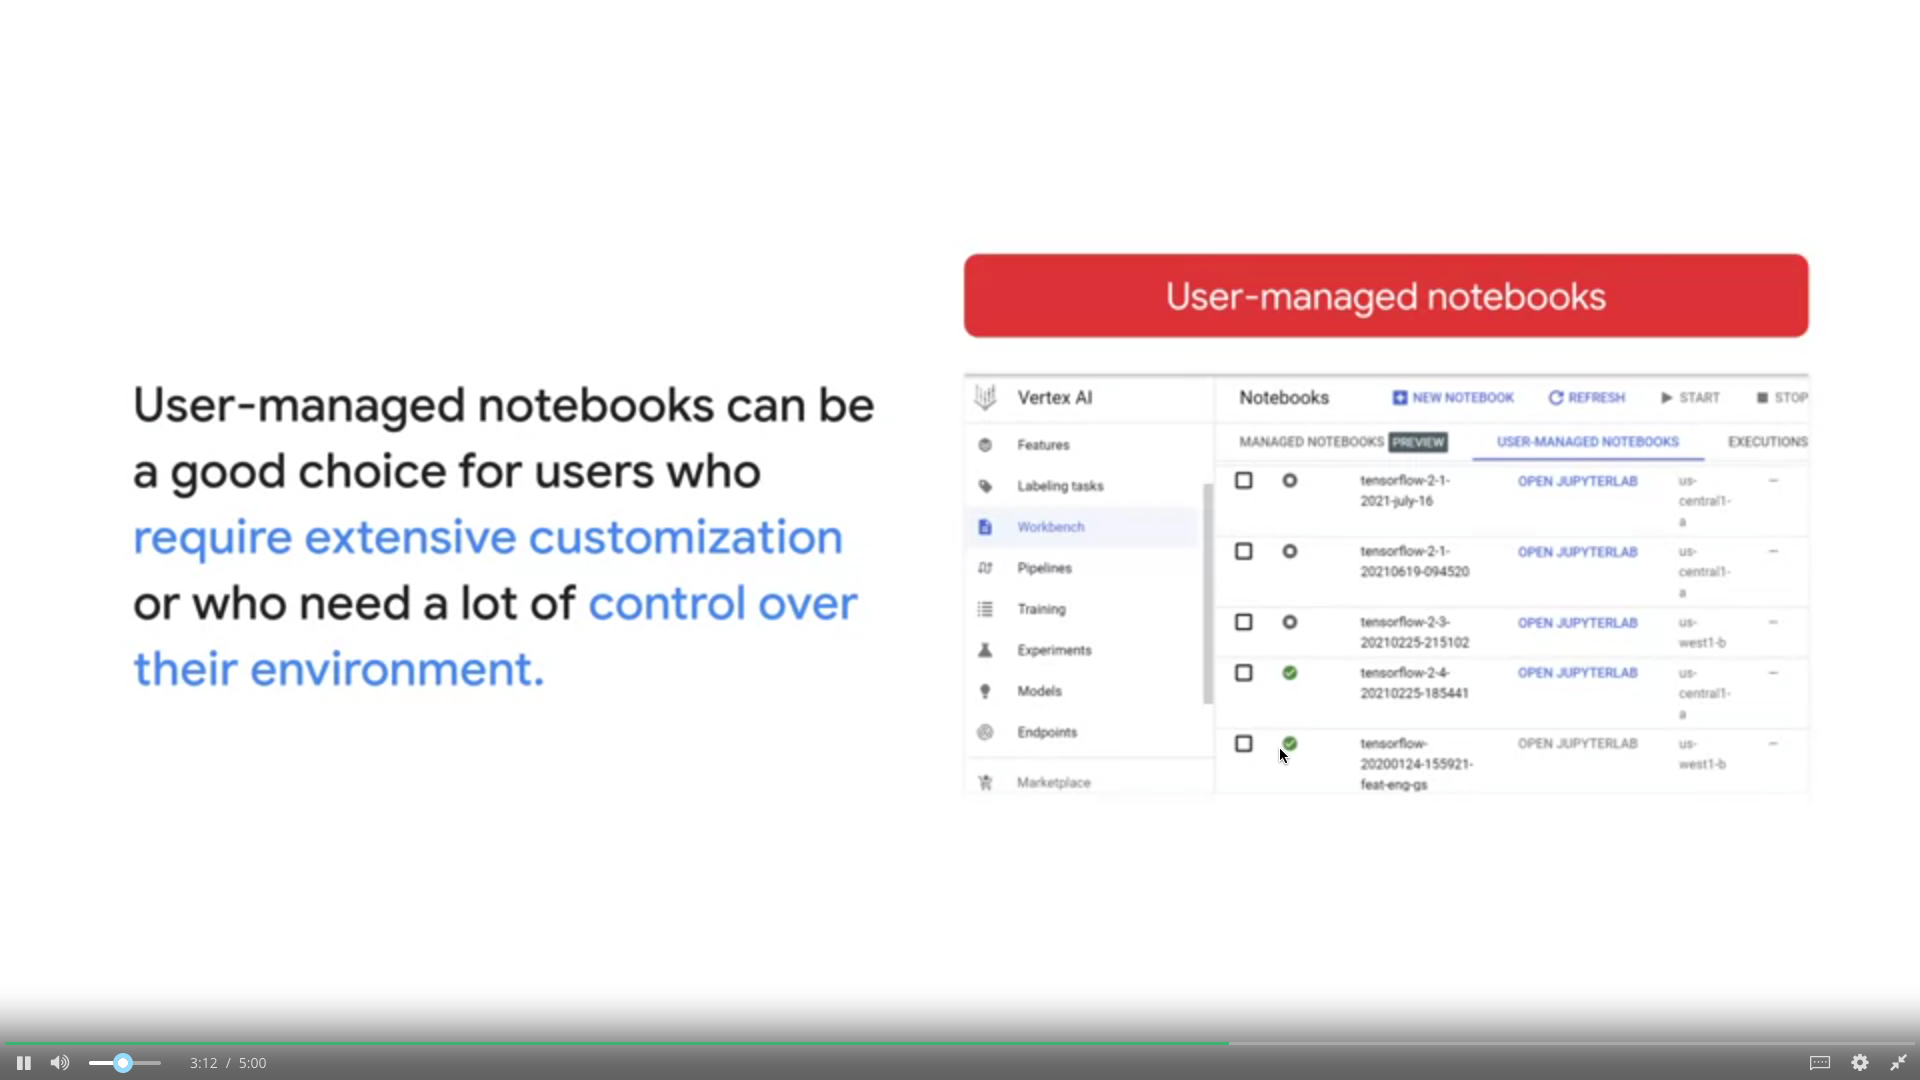 User-managed notebooks
User-managed notebooks can be
a good choice for users who
require extensive customization
or who need a lot of control over
their environment.
Vertex AI
Features
Labeling tasks
Workbench
Pipelines
Training
Experiments
Models
Endpoints
Marketplace
Notebooks NEW NOTEBOOK REFRESH START STOP
MANAGED NOTEBOOKS PREVIEW USER-MANAGED NOTEBOOKS EXECUTIONS
tensorflow-2-1- OPEN JUPYTERLAB us- —
2021-july-16 central1-
a
tensorflow-2-1- OPEN JUPYTERLAB us- —
20210619-094520 central1-
a
tensorflow-2-3- OPEN JUPYTERLAB us- —
20210225-215102 west1-b
tensorflow-2-4- OPEN JUPYTERLAB us- —
20210225-185441 central1-
a
tensorflow- OPEN JUPYTERLAB us- —
20200124-155921- west1-b
feat-eng-gs
3:12 / 5:00